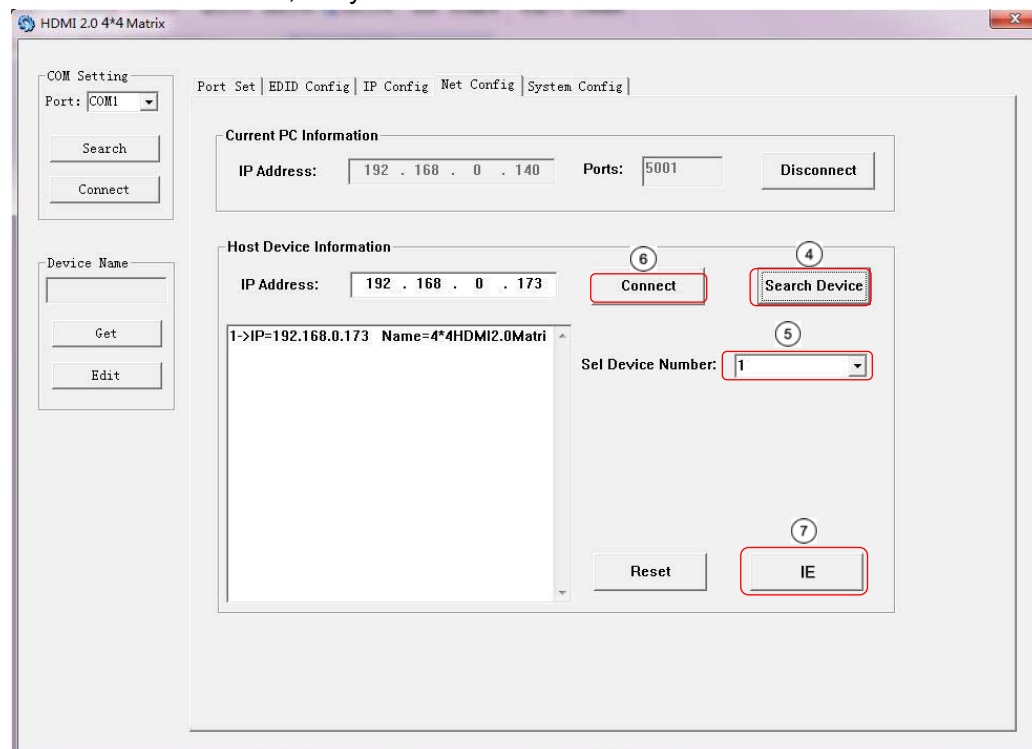 HDMI 2.0 4*4 Matrix
COM Setting
Port: COM1
Search
Connect
Device Name
Get
Edit
Port Set EDID Config IP Config Net Config System Config
Current PC Information
IP Address: 192 . 168 . 0 . 140 Ports: 5001 Disconnect
Host Device Information
6 4
IP Address: 192 . 168 . 0 . 173 Connect Search Device
1->IP=192.168.0.173 Name=4*4HDMI2.0Matri
5
Sel Device Number: 1
7
Reset IE